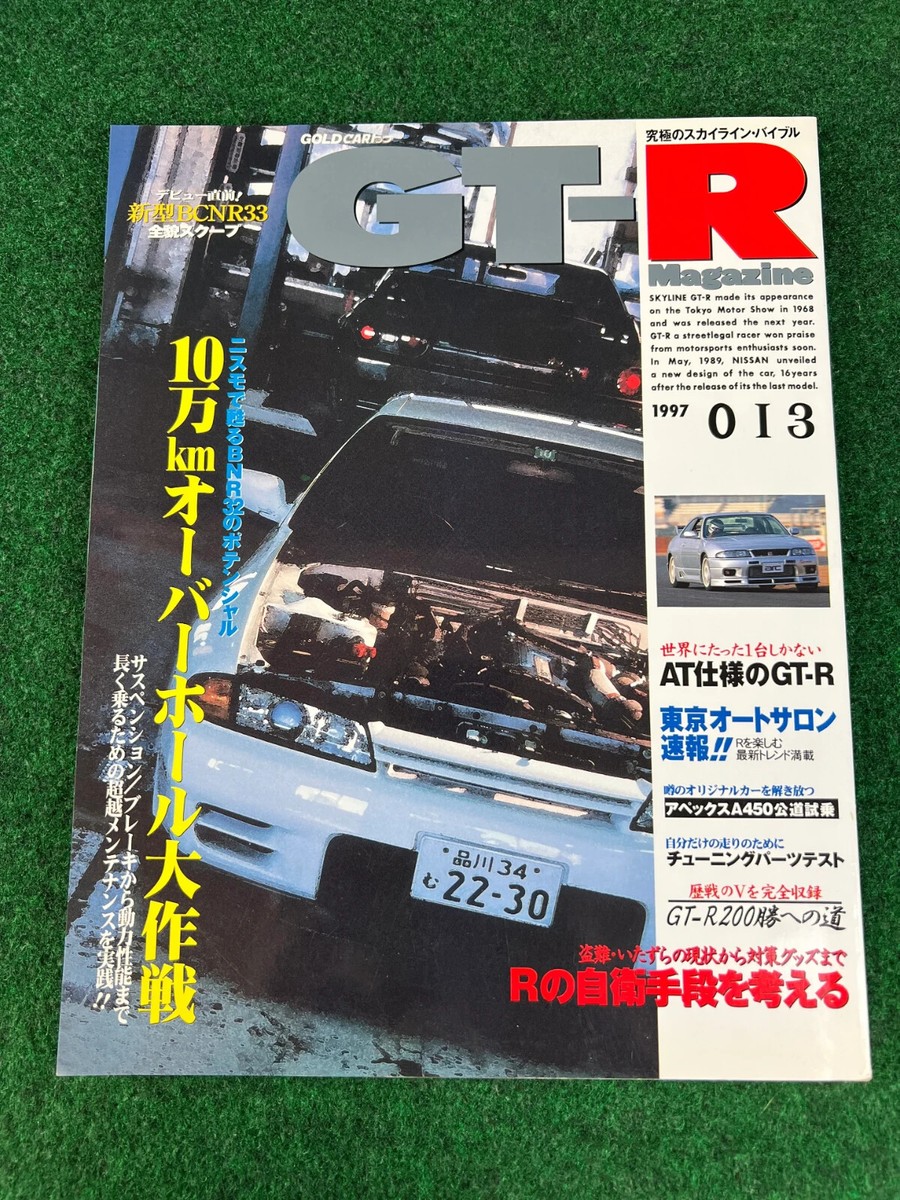 GOLDCARトップ
GT-R
Magazine
究極のスカイライン・バイブル
SKYLINE GT-R made its appearance
on the Tokyo Motor Show in 1968
and was released the next year.
GT-R a streetlegal racer won praise
from motorsports enthusiasts soon.
In May, 1989, NISSAN unveiled
a new design of the car, 16years
after the release of its the last model.
1997 013
デビュー直前!
新型BCNR33
全貌スクープ
ニスモで甦るBNR32のポテンシャル
10万kmオーバーホール大作戦
サスペンション/ブレーキから動力性能まで
長く乗るための超越メンテナンスを実践!!
arc
世界にたった1台しかない
AT仕様のGT-R
東京オートサロン
速報!!
Rを楽しむ
最新トレンド満載
噂のオリジナルカーを解き放つ
アペックスA450公道試乗
自分だけの走りのために
チューニングパーツテスト
歴戦のVを完全収録
GT-R200勝への道
盗難・いたずらの現状から対策グッズまで
Rの自衛手段を考える
品川34
む 22-30